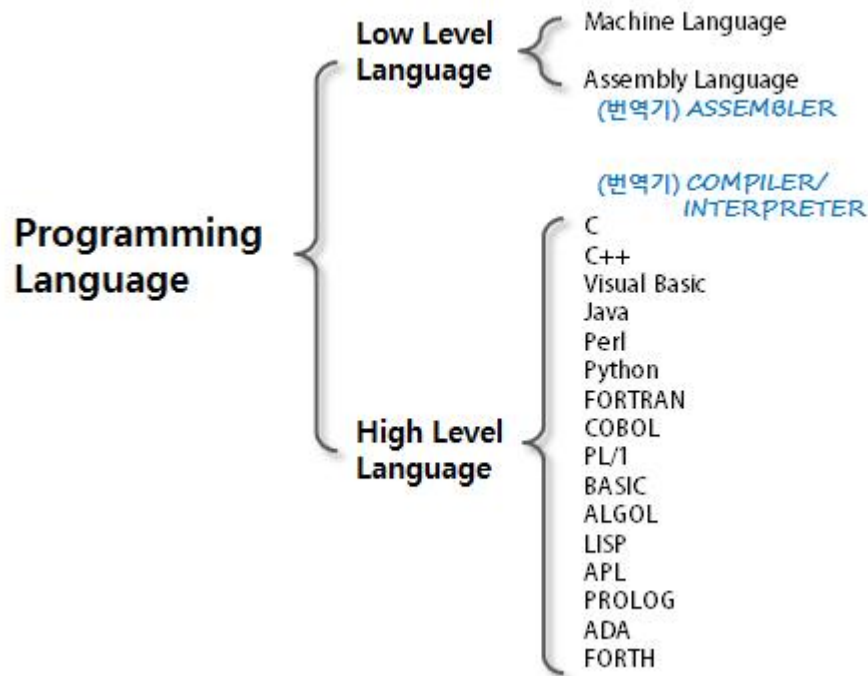 Programming
Language
Low Level
Language
Machine Language
Assembly Language
(번역기) ASSEMBLER
High Level
Language
(번역기) COMPILER/
INTERPRETER
C
C++
Visual Basic
Java
Perl
Python
FORTRAN
COBOL
PL/1
BASIC
ALGOL
LISP
APL
PROLOG
ADA
FORTH